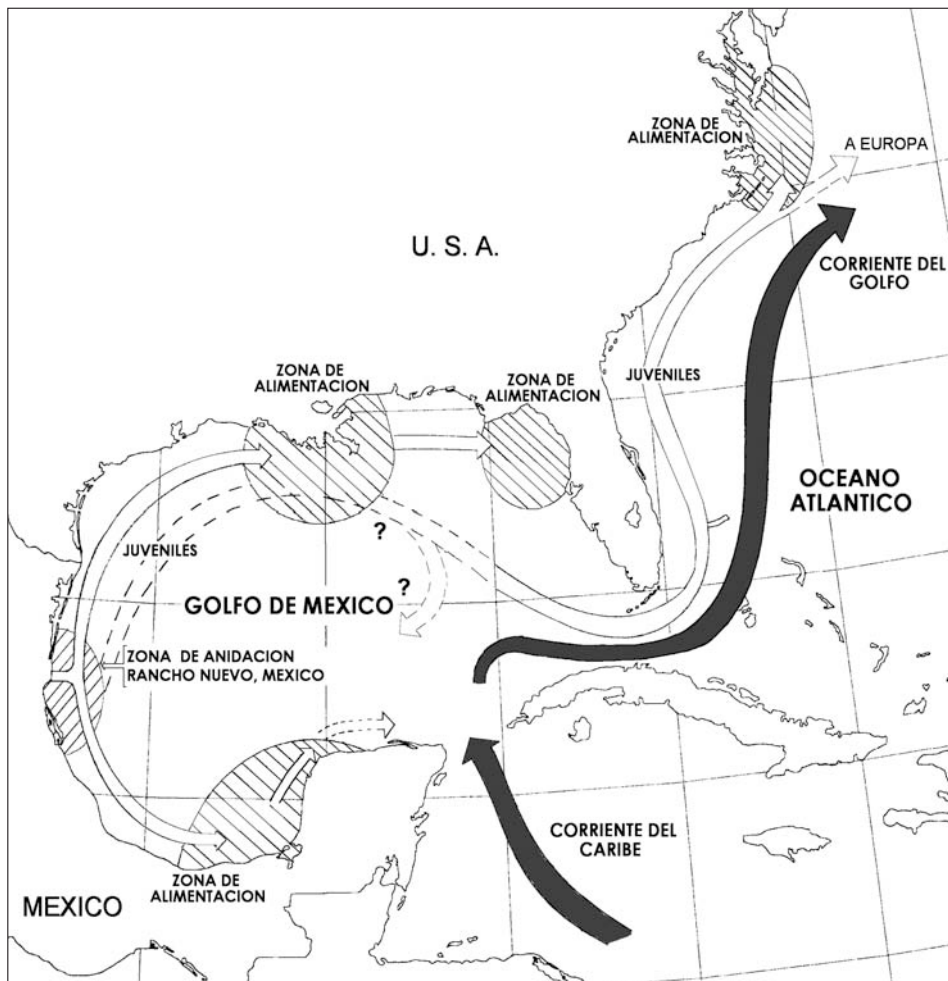 ZONA DE
ALIMENTACION
A EUROPA
U. S. A.
CORRIENTE DEL
GOLFO
ZONA DE
ALIMENTACION
ZONA DE
ALIMENTACION
JUVENILES
OCEANO
ATLANTICO
?
JUVENILES
?
GOLFO DE MEXICO
ZONA DE ANIDACION
RANCHO NUEVO, MEXICO
CORRIENTE DEL
CARIBE
ZONA DE
ALIMENTACION
MEXICO